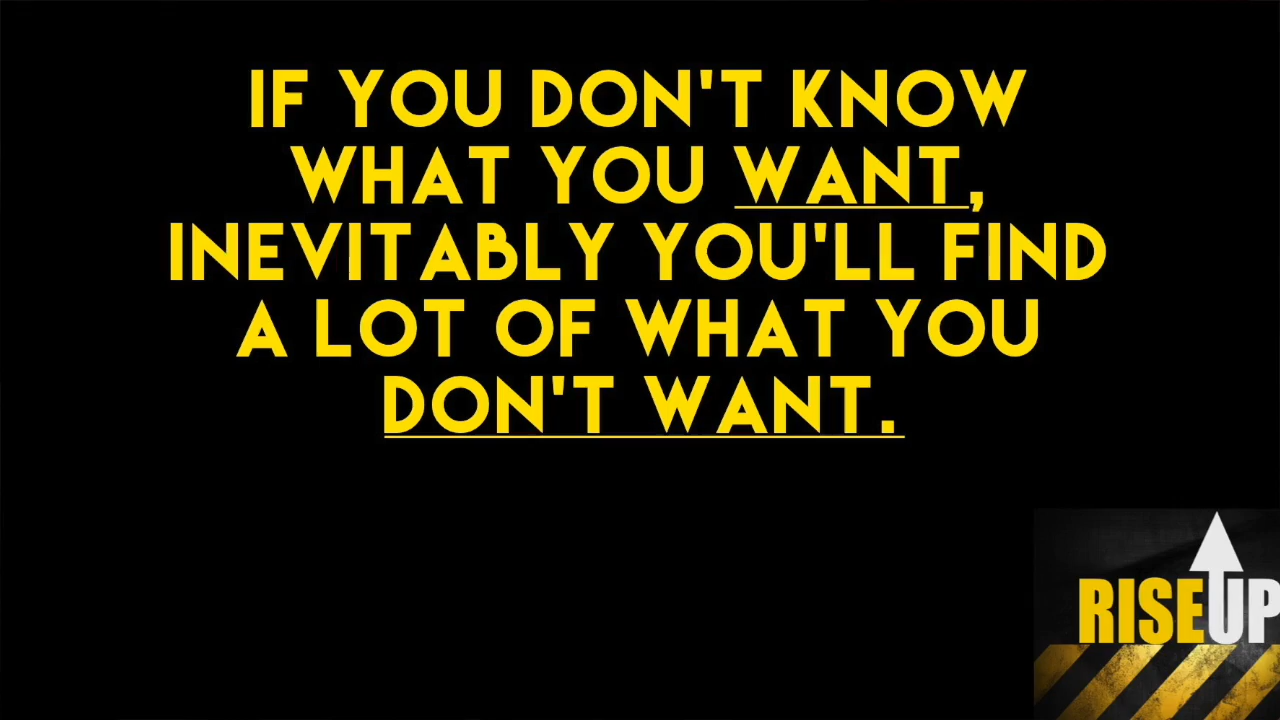 IF YOU DON'T KNOW
WHAT YOU WANT,
INEVITABLY YOU'LL FIND
A LOT OF WHAT YOU
DON'T WANT.
RISEUP